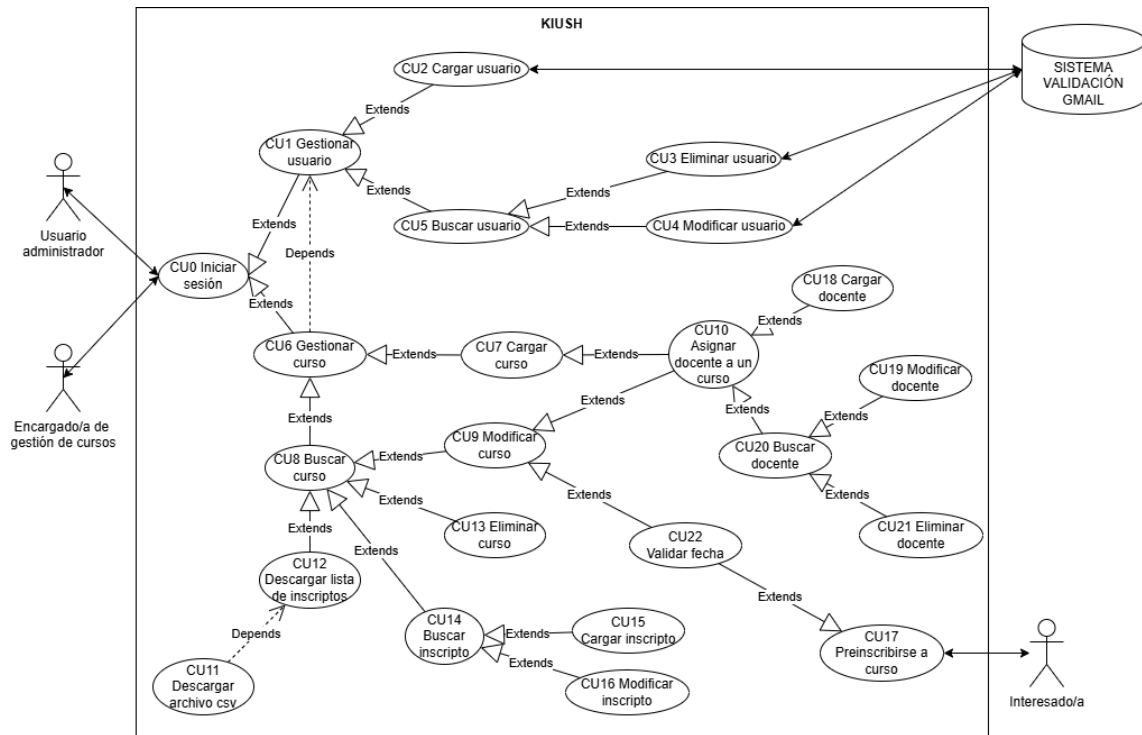 KIUSH
CU2 Cargar usuario
SISTEMA
VALIDACIÓN
GMAIL
Extends
CU1 Gestionar
usuario
CU3 Eliminar usuario
Extends
Extends
CU5 Buscar usuario
Extends
CU4 Modificar usuario
Usuario
administrador
Extends
Depends
CU0 Iniciar
sesión
Extends
CU18 Cargar
docente
Extends
CU6 Gestionar
curso
Extends
CU7 Cargar
curso
Extends
CU10
Asignar
docente a un
curso
CU19 Modificar
docente
Extends
Extends
Extends
Encargado/a de
gestión de cursos
Extends
CU8 Buscar
curso
Extends
CU9 Modificar
curso
CU20 Buscar
docente
Extends
Extends
Extends
CU13 Eliminar
curso
CU21 Eliminar
docente
Extends
Extends
CU22
Validar fecha
CU12
Descargar lista
de inscriptos
Extends
Depends
CU14
Buscar
inscripto
Extends
CU15
Cargar inscripto
CU17
Preinscribirse a
curso
Extends
CU11
Descargar
archivo csv
CU16 Modificar
inscripto
Interesado/a